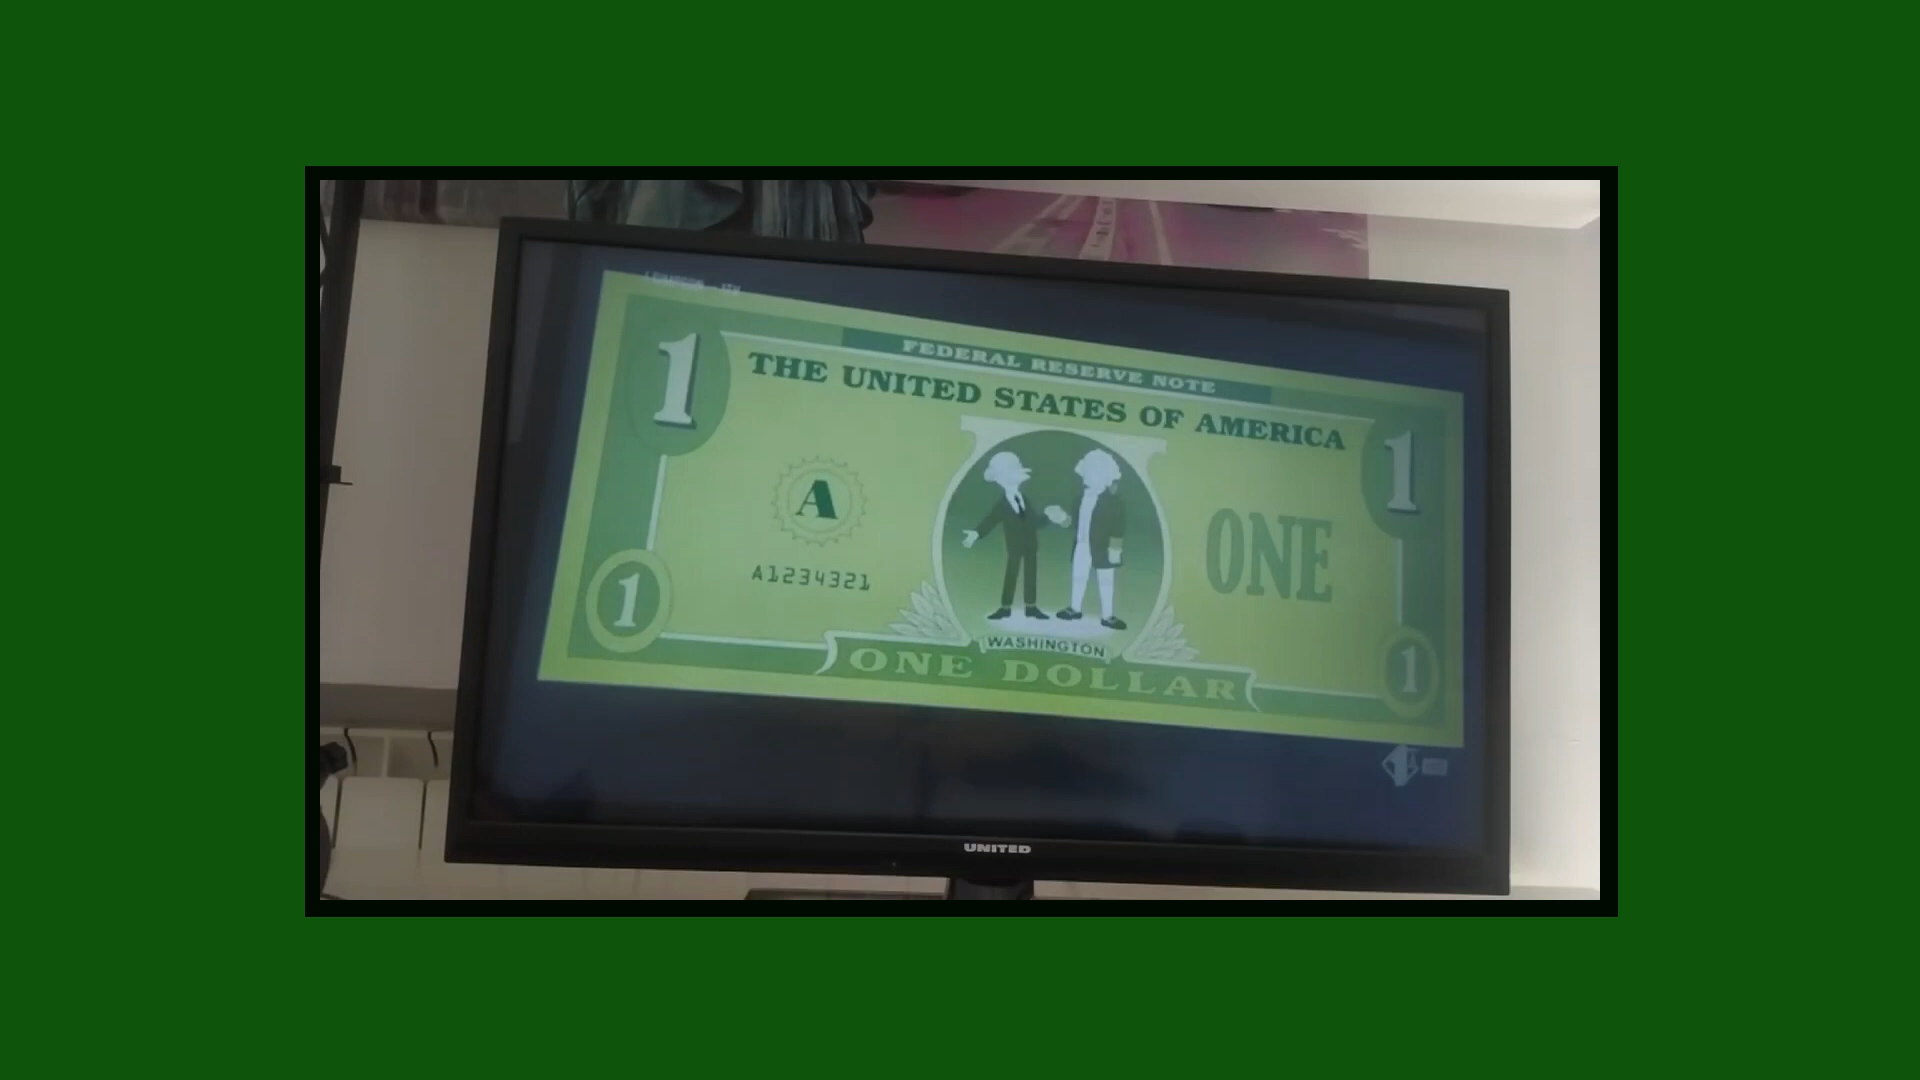 1
FEDERAL RESERVE NOTE
THE UNITED STATES OF AMERICA
1
A
ONE
A1234321
1
WASHINGTON
ONE DOLLAR
1
UNITED